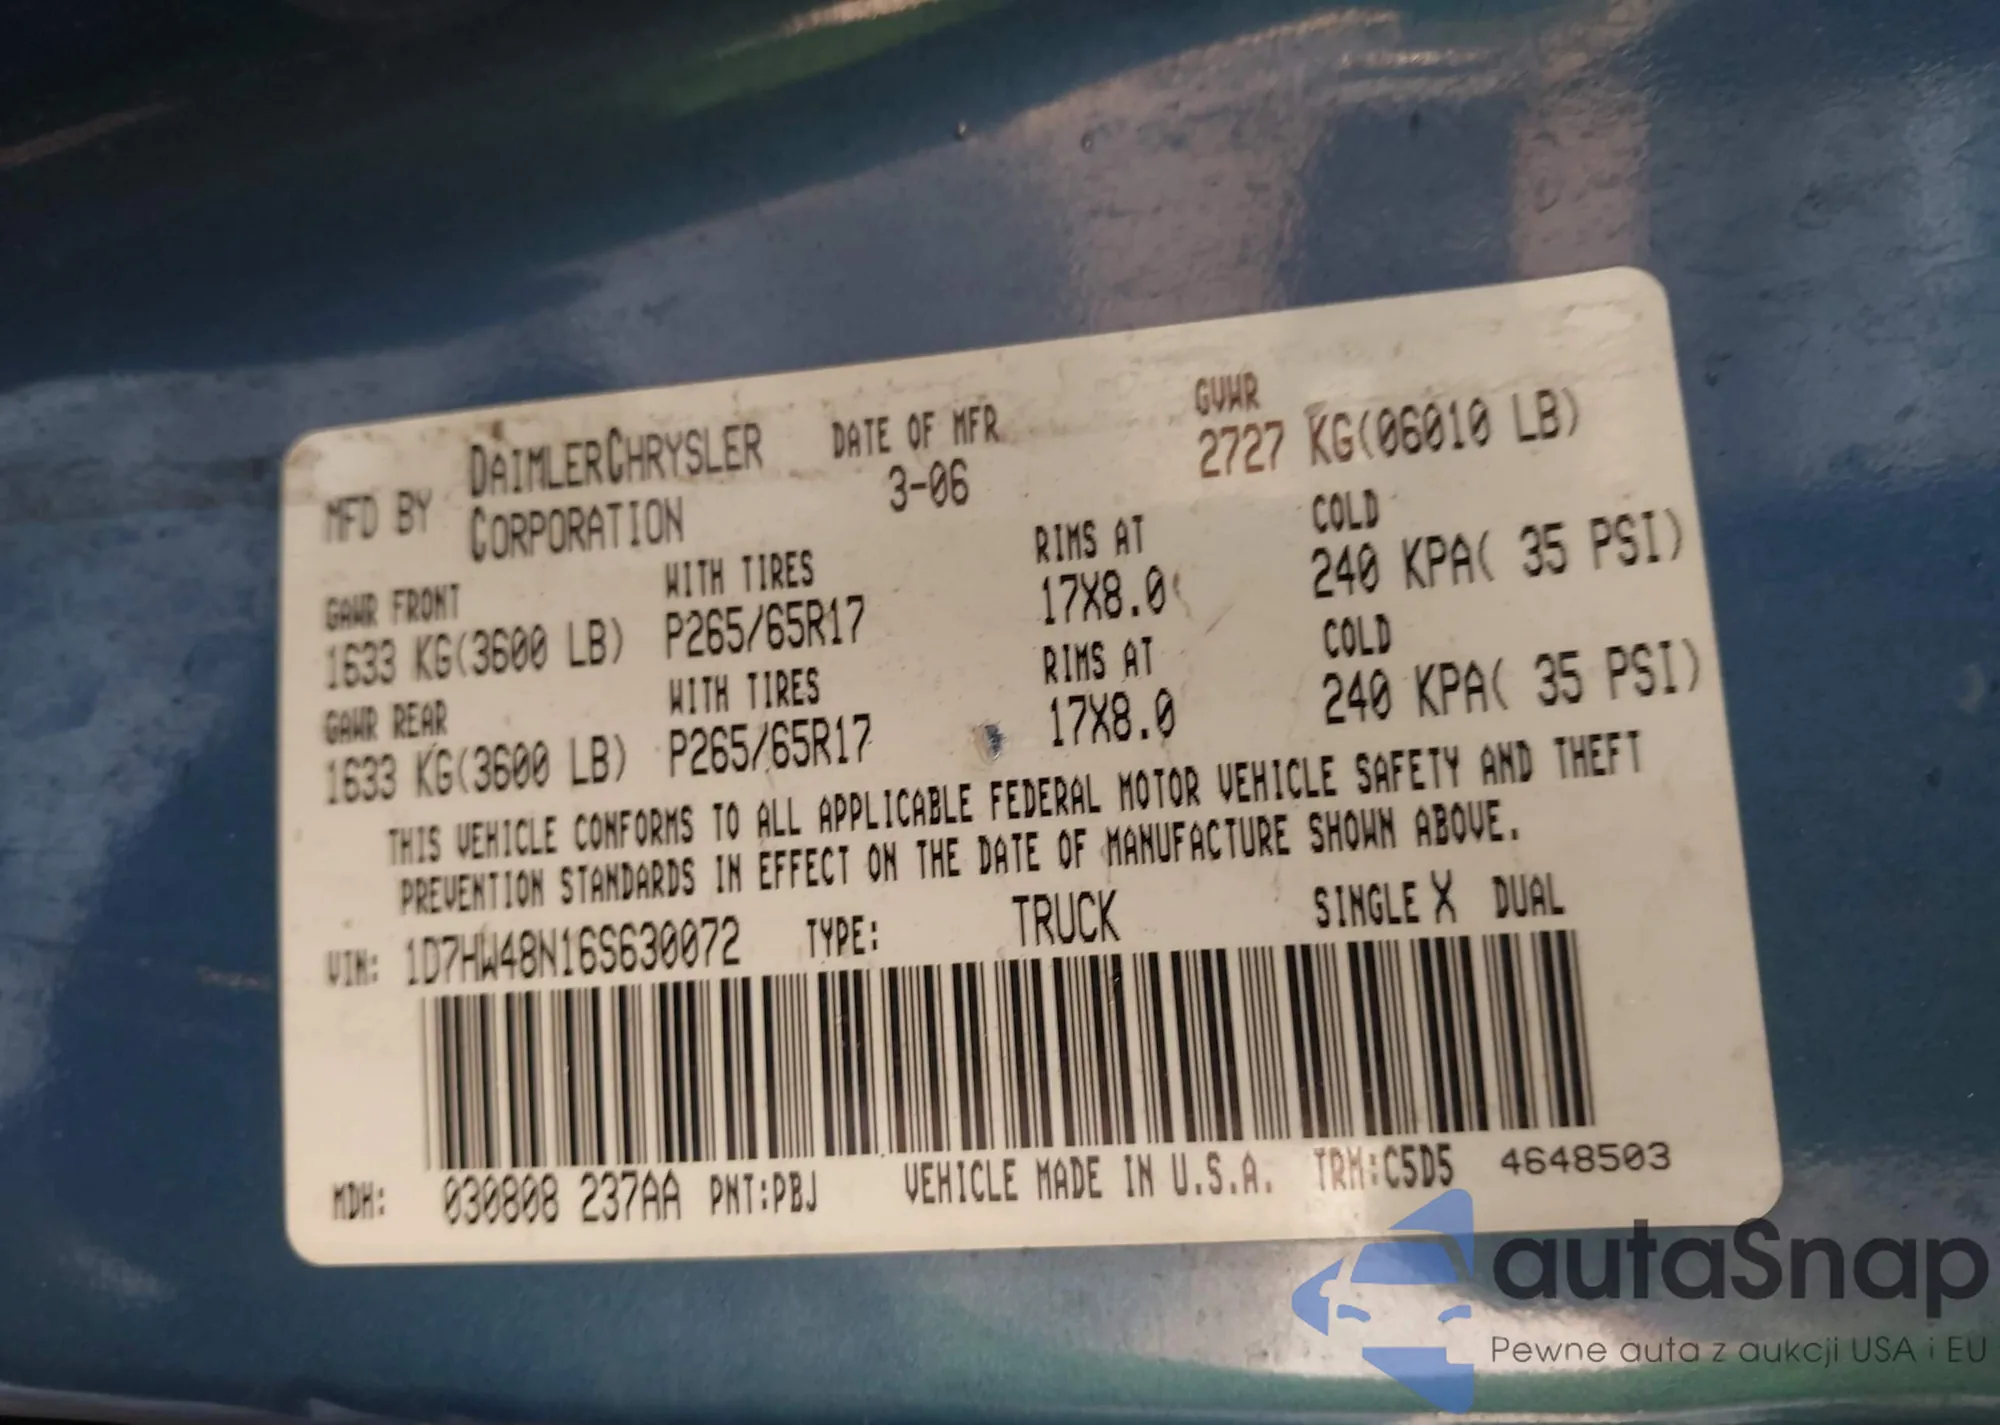 MFD BY DAIMLERCHRYSLER CORPORATION DATE OF MFR 3-06 GVWR 2727 KG(06010 LB)
GAWR FRONT WITH TIRES RIMS AT COLD
1633 KG(3600 LB) P265/65R17 17X8.0 240 KPA( 35 PSI)
GAWR REAR WITH TIRES RIMS AT COLD
1633 KG(3600 LB) P265/65R17 17X8.0 240 KPA( 35 PSI)
THIS VEHICLE CONFORMS TO ALL APPLICABLE FEDERAL MOTOR VEHICLE SAFETY AND THEFT
PREVENTION STANDARDS IN EFFECT ON THE DATE OF MANUFACTURE SHOWN ABOVE.
VIN: 1D7HW48N16S630072 TYPE: TRUCK SINGLE X DUAL
MDH: 030808 237AA PNT:PBJ VEHICLE MADE IN U.S.A. TRM:C5D5 4648503
autaSnap
Pewne auta z aukcji USA i EU